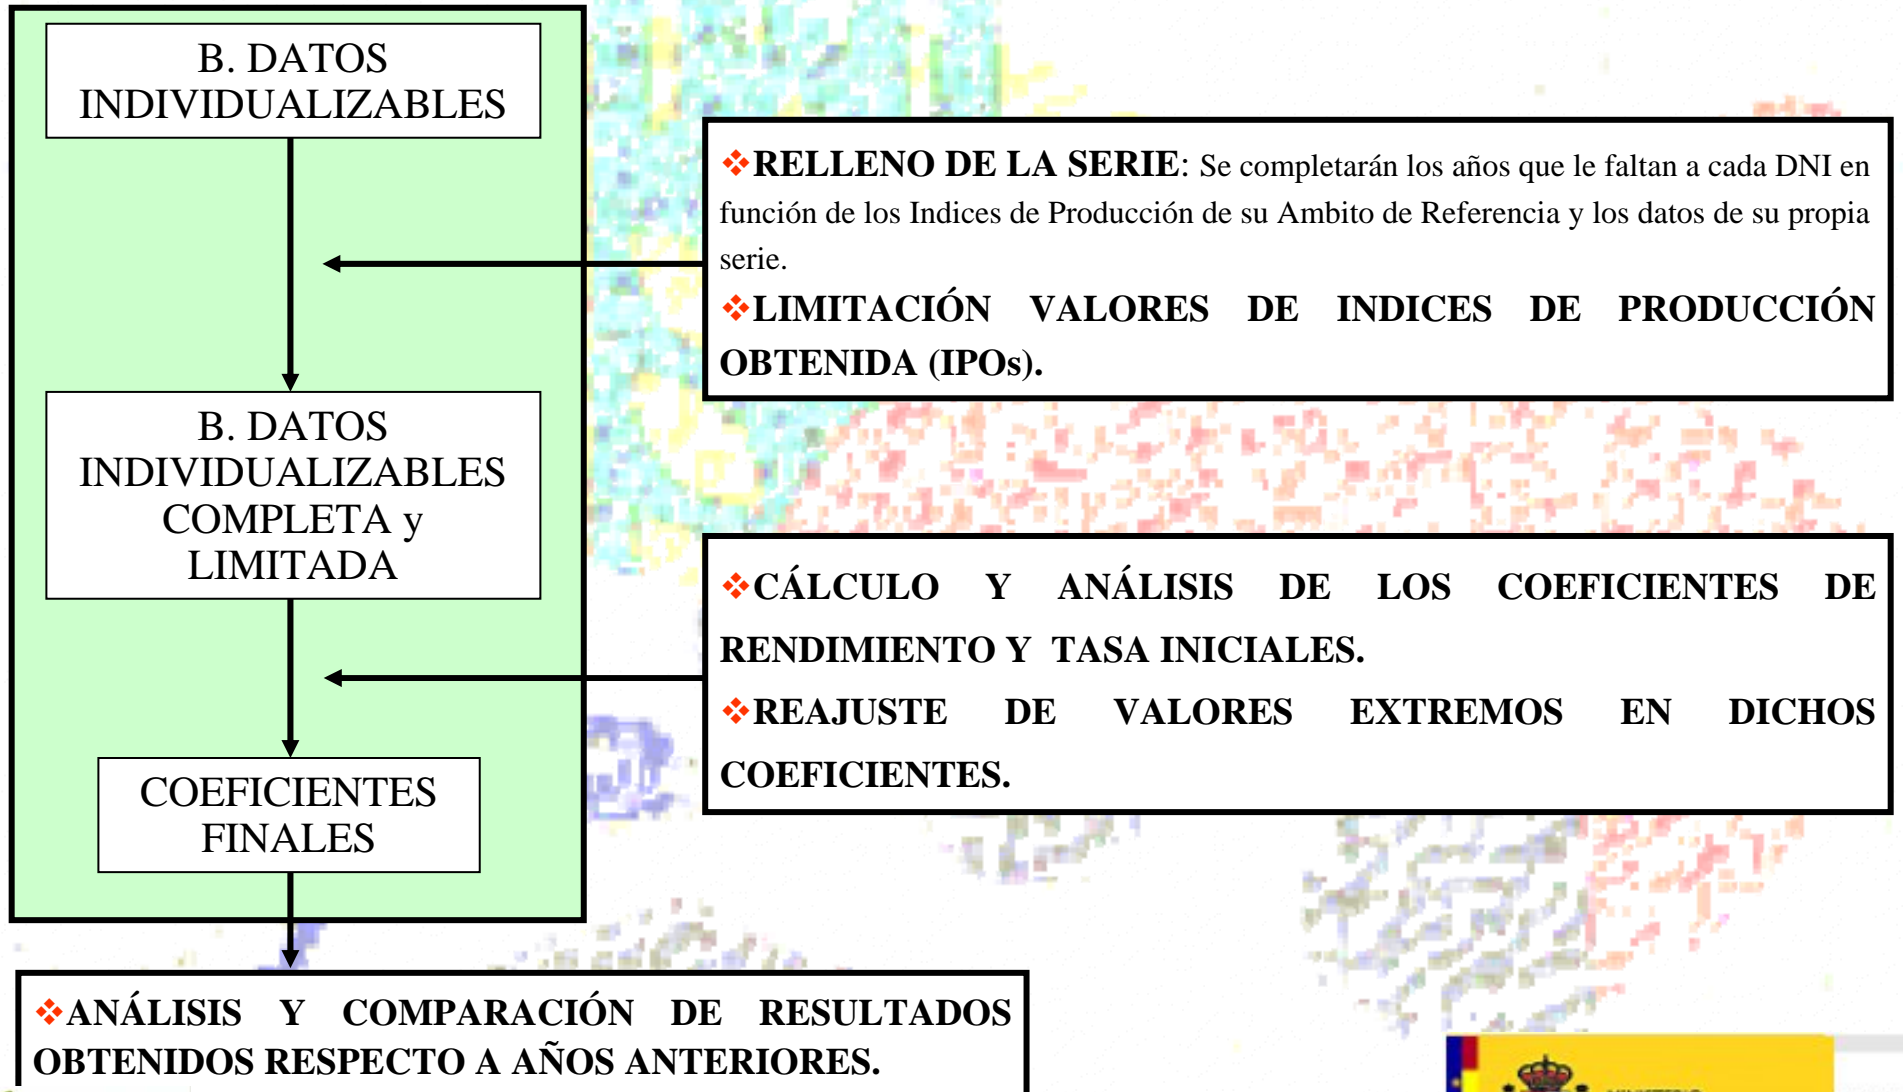 B. DATOS
INDIVIDUALIZABLES
❖RELLENO DE LA SERIE: Se completarán los años que le faltan a cada DNI en
función de los Indices de Producción de su Ambito de Referencia y los datos de su propia
serie.
❖LIMITACIÓN VALORES DE INDICES DE PRODUCCIÓN
OBTENIDA (IPOs).
B. DATOS
INDIVIDUALIZABLES
COMPLETA y
LIMITADA
❖CÁLCULO Y ANÁLISIS DE LOS COEFICIENTES DE
RENDIMIENTO Y TASA INICIALES.
❖REAJUSTE DE VALORES EXTREMOS EN DICHOS
COEFICIENTES.
COEFICIENTES
FINALES
❖ANÁLISIS Y COMPARACIÓN DE RESULTADOS
OBTENIDOS RESPECTO A AÑOS ANTERIORES.